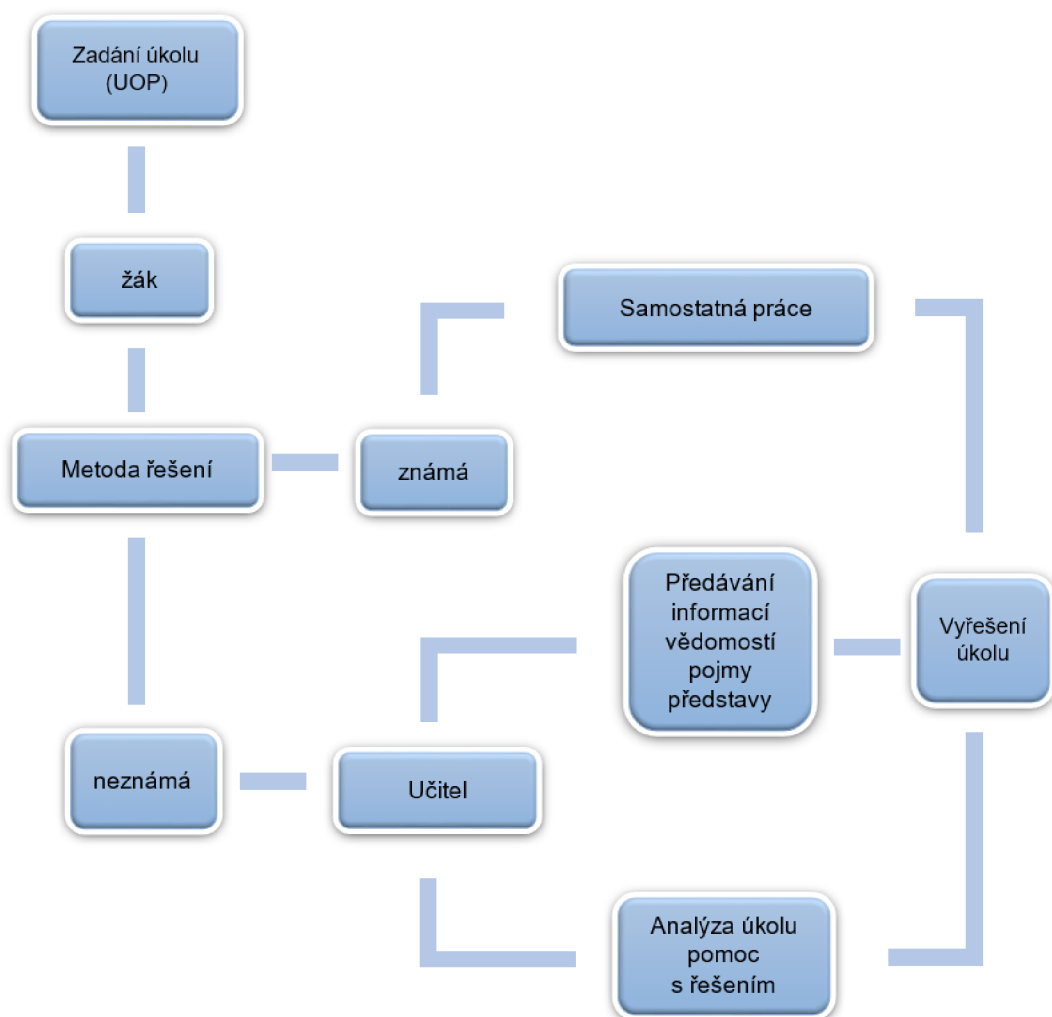 Zadání úkolu
(UOP)
žák
Samostatná práce
Metoda řešení
známá
Předávání
informací
vědomostí
pojmy
představy
Vyřešení
úkolu
neznámá
Učitel
Analýza úkolu
pomoc
s řešením